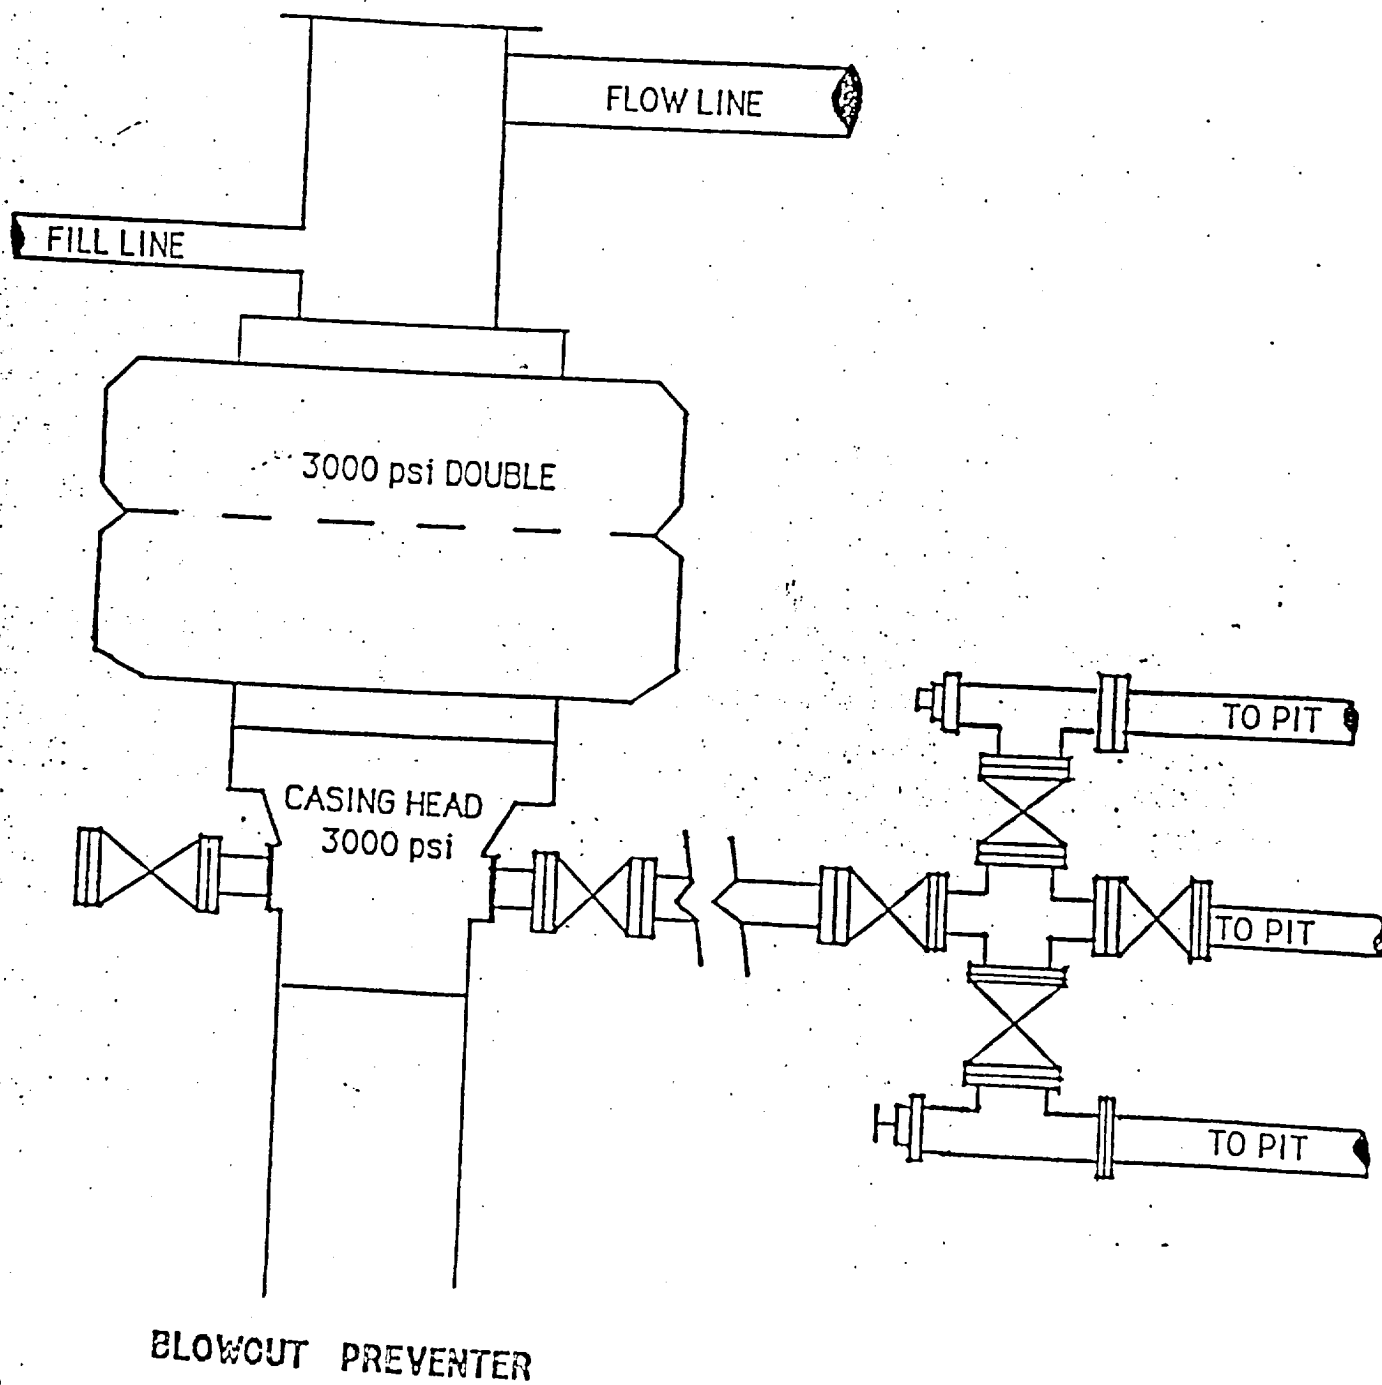 FLOW LINE
FILL LINE
3000 psi DOUBLE
CASING HEAD
3000 psi
TO PIT
TO PIT
TO PIT
BLOWOUT PREVENTER